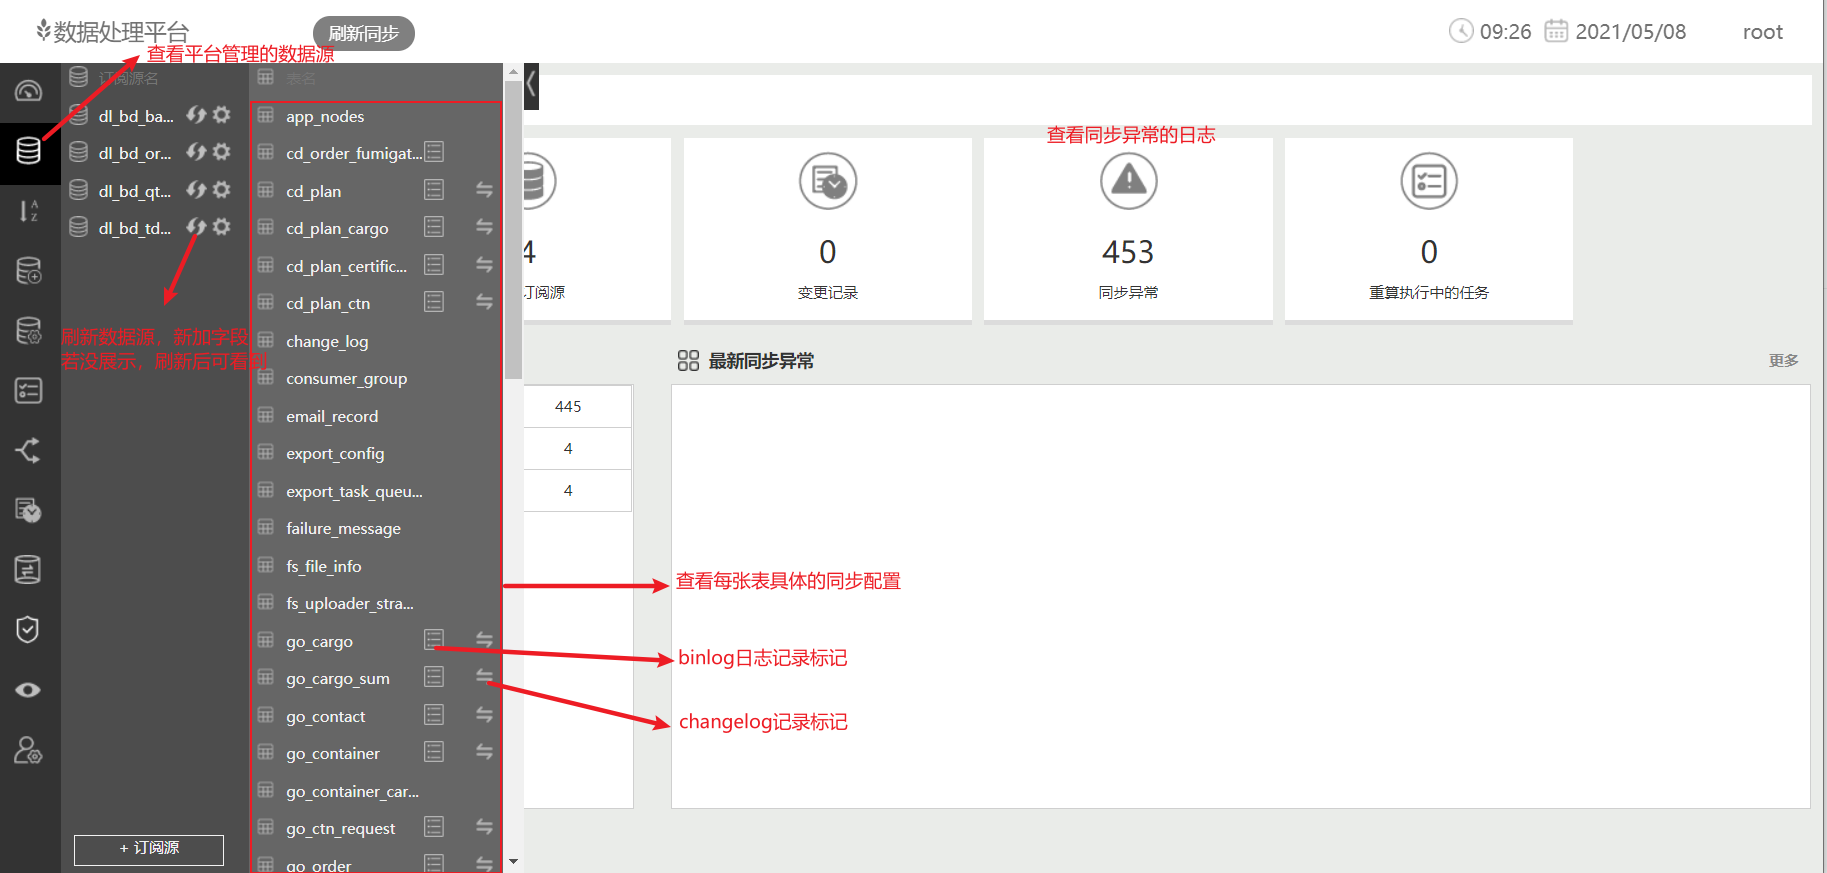 数据处理平台
刷新同步
09:26
2021/05/08
root
查看平台管理的数据源
订阅源名
表名
dl_bd_ba...
dl_bd_or...
dl_bd_qt...
dl_bd_td...
刷新数据源，新加字段
若没展示，刷新后可看到
+ 订阅源
app_nodes
cd_order_fumigat...
cd_plan
cd_plan_cargo
cd_plan_certific...
cd_plan_ctn
change_log
consumer_group
email_record
export_config
export_task_queu...
failure_message
fs_file_info
fs_uploader_stra...
go_cargo
go_cargo_sum
go_contact
go_container
go_container_car...
go_ctn_request
go_order
查看同步异常的日志
4
订阅源
0
变更记录
453
同步异常
0
重算执行中的任务
最新同步异常
更多
445
4
4
查看每张表具体的同步配置
binlog日志记录标记
changelog记录标记